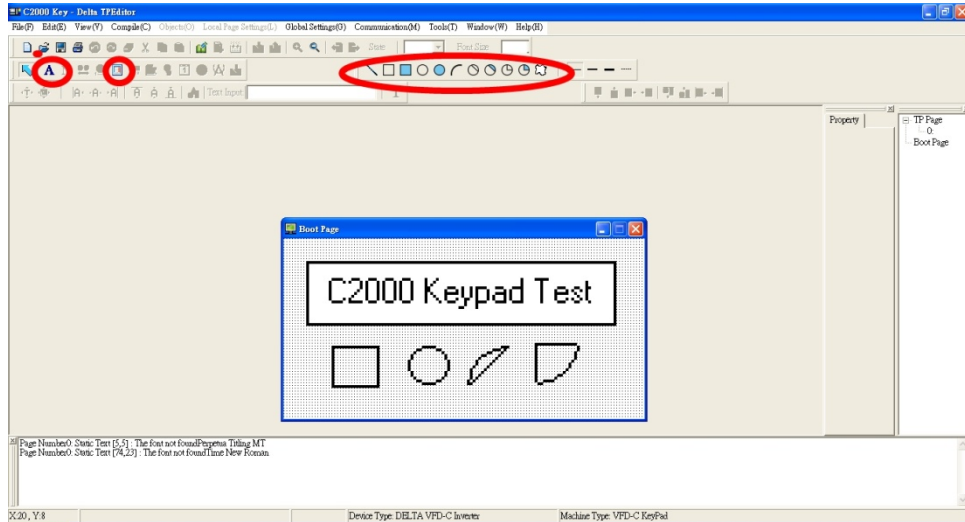 C2000 Key - Delta TPEditor
File(F) Edit(E) View(V) Compile(C) Objects(O) Local Page Settings(L) Global Settings(G) Communication(M) Tools(T) Window(W) Help(H)
State Font Size
A
Text Input
Property
TP Page
0:
Boot Page
Boot Page
C2000 Keypad Test
Page Number0: Static Text [5,5] : The font not foundPerpetua Titling MT
Page Number0: Static Text [74,23] : The font not foundTime New Roman
X:20 , Y:8 Device Type: DELTA VFD-C Inverter Machine Type: VFD-C KeyPad